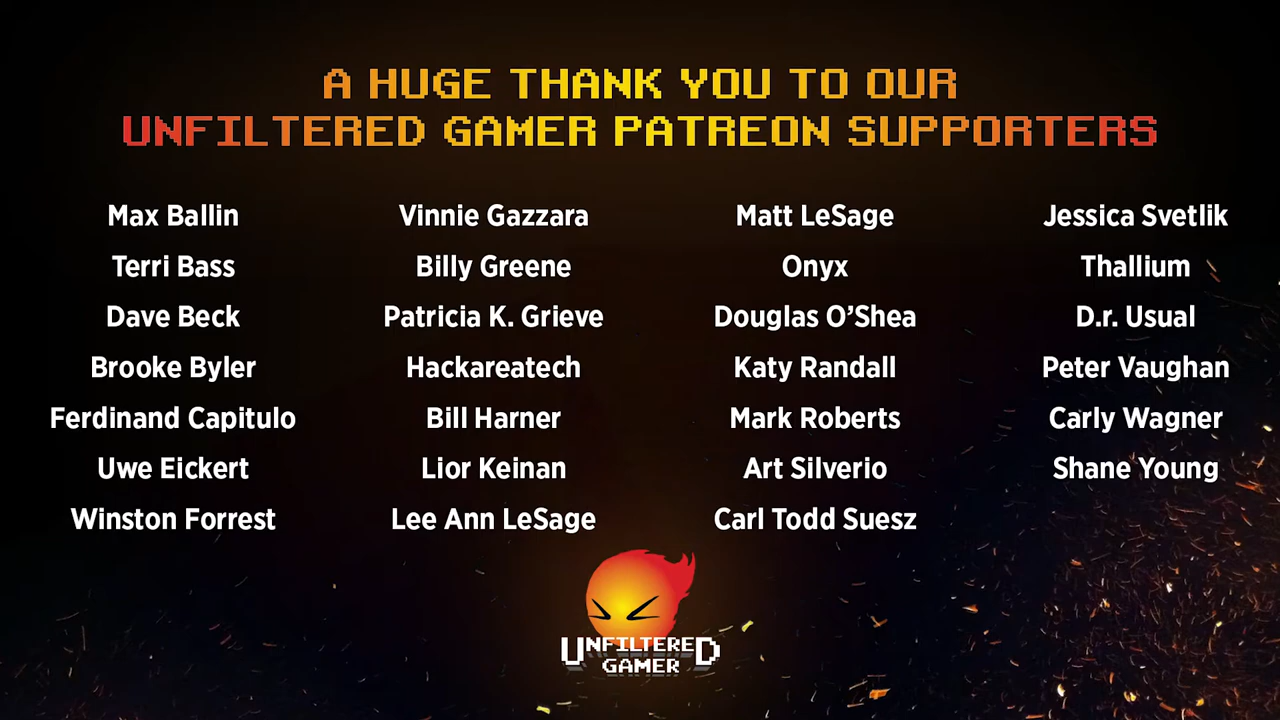 A HUGE THANK YOU TO OUR
UNFILTERED GAMER PATREON SUPPORTERS
Max Ballin
Terri Bass
Dave Beck
Brooke Byler
Ferdinand Capitulo
Uwe Eickert
Winston Forrest
Vinnie Gazzara
Billy Greene
Patricia K. Grieve
Hackareatech
Bill Harner
Lior Keinan
Lee Ann LeSage
Matt LeSage
Onyx
Douglas O’Shea
Katy Randall
Mark Roberts
Art Silverio
Carl Todd Suesz
Jessica Svetlik
Thallium
D.r. Usual
Peter Vaughan
Carly Wagner
Shane Young
UNFILTERED
GAMER